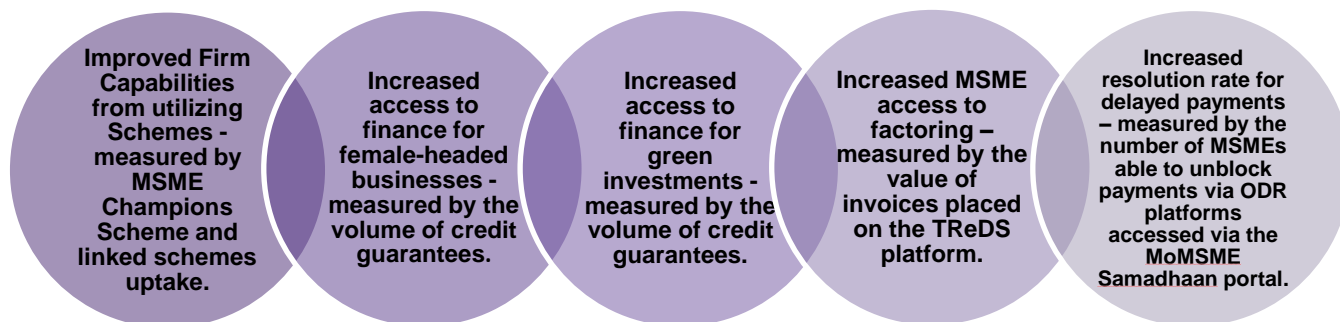 Improved Firm
Capabilities
from utilizing
Schemes -
measured by
MSME
Champions
Scheme and
linked schemes
uptake.
Increased
access to
finance for
female-headed
businesses -
measured by the
volume of credit
guarantees.
Increased
access to
finance for
green
investments -
measured by the
volume of credit
guarantees.
Increased MSME
access to
factoring –
measured by the
value of
invoices placed
on the TReDS
platform.
Increased
resolution rate for
delayed payments
– measured by the
number of MSMEs
able to unblock
payments via ODR
platforms
accessed via the
MoMSME
Samadhaan portal.